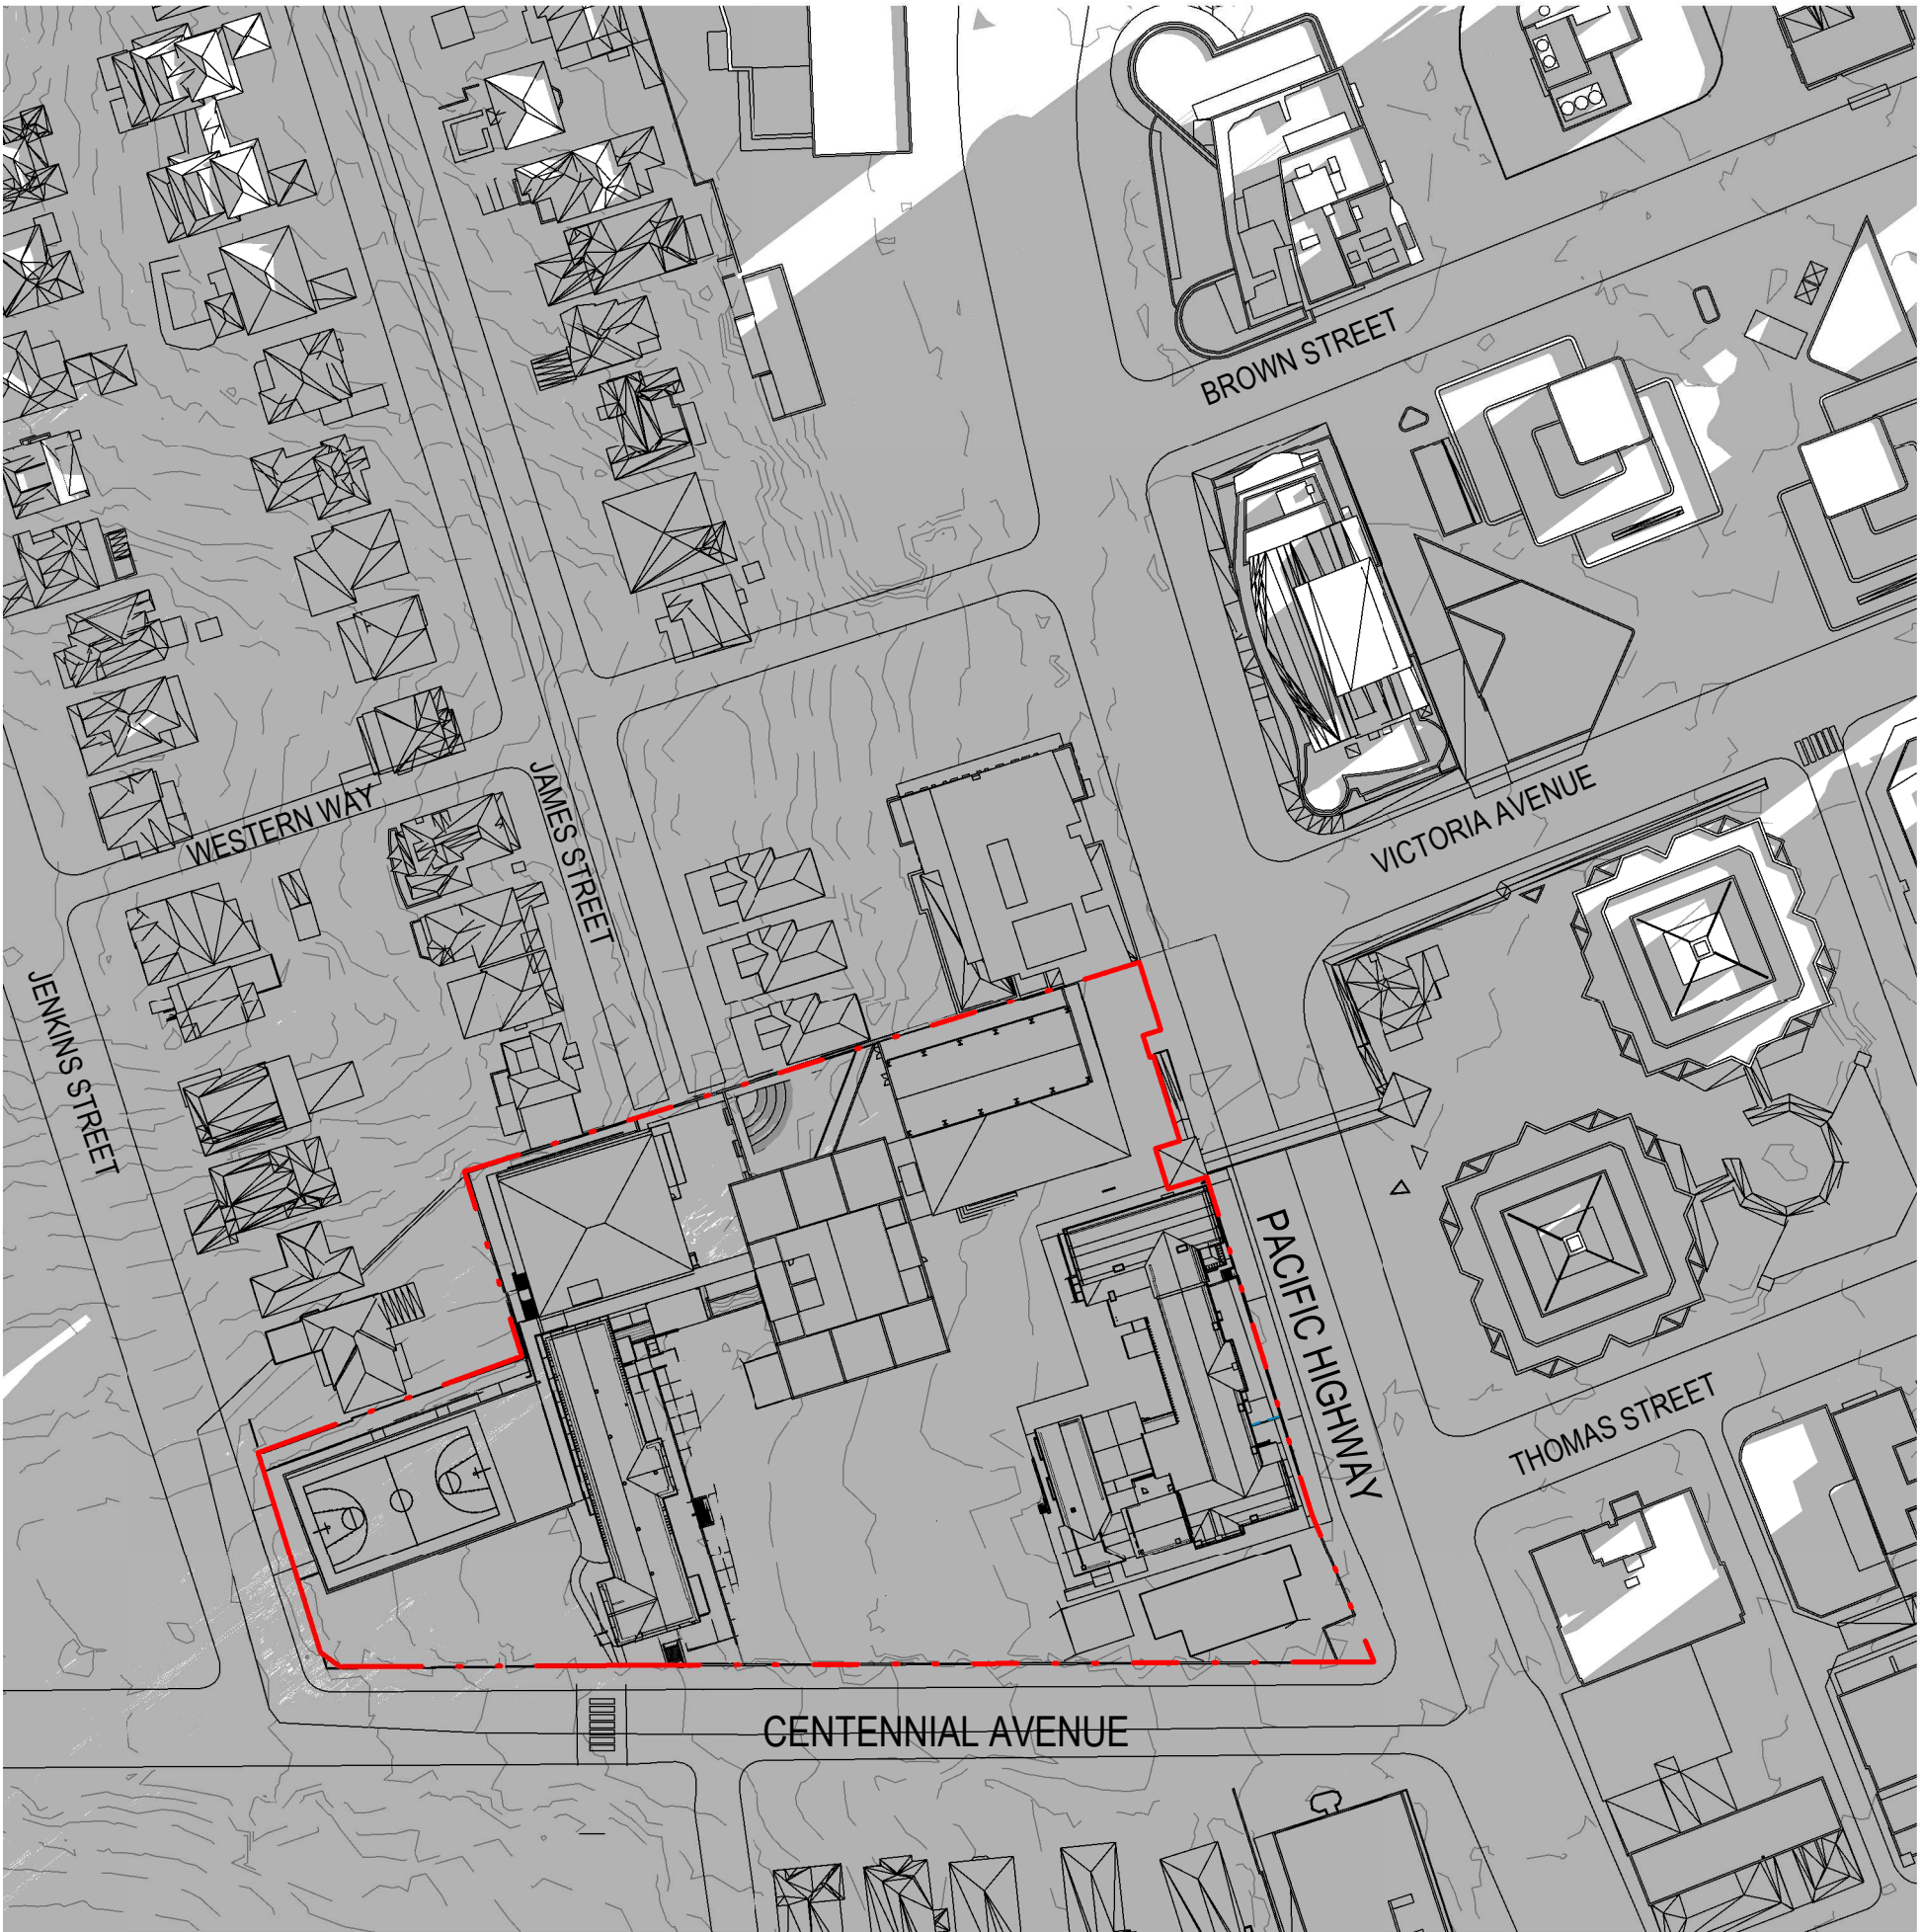 BROWN STREET
VICTORIA AVENUE
WESTERN WAY
JAMES STREET
JENKINS STREET
PACIFIC HIGHWAY
THOMAS STREET
CENTENNIAL AVENUE